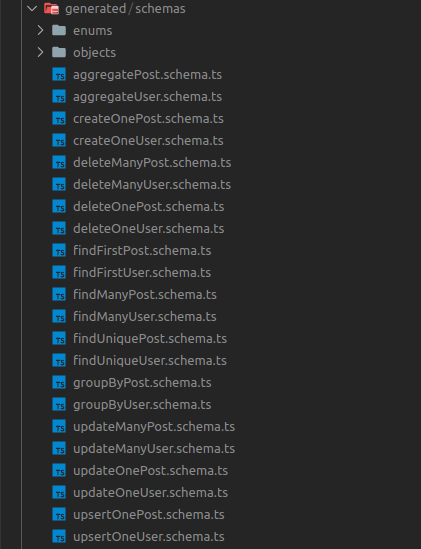 generated/schemas
enums
objects
TS aggregatePost.schema.ts
TS aggregateUser.schema.ts
TS createOnePost.schema.ts
TS createOneUser.schema.ts
TS deleteManyPost.schema.ts
TS deleteManyUser.schema.ts
TS deleteOnePost.schema.ts
TS deleteOneUser.schema.ts
TS findFirstPost.schema.ts
TS findFirstUser.schema.ts
TS findManyPost.schema.ts
TS findManyUser.schema.ts
TS findUniquePost.schema.ts
TS findUniqueUser.schema.ts
TS groupByPost.schema.ts
TS groupByUser.schema.ts
TS updateManyPost.schema.ts
TS updateManyUser.schema.ts
TS updateOnePost.schema.ts
TS updateOneUser.schema.ts
TS upsertOnePost.schema.ts
TS upsertOneUser.schema.ts